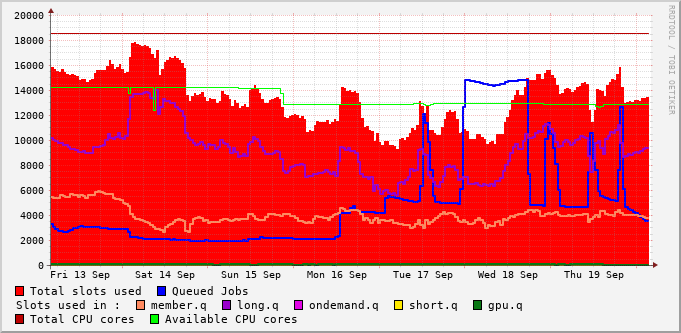 20000
18000
16000
14000
12000
10000
8000
6000
4000
2000
0
Fri 13 Sep Sat 14 Sep Sun 15 Sep Mon 16 Sep Tue 17 Sep Wed 18 Sep Thu 19 Sep
RRDTOOL / TOBI OETIKER
Total slots used Queued Jobs
Slots used in : member.q long.q ondemand.q short.q gpu.q
Total CPU cores Available CPU cores